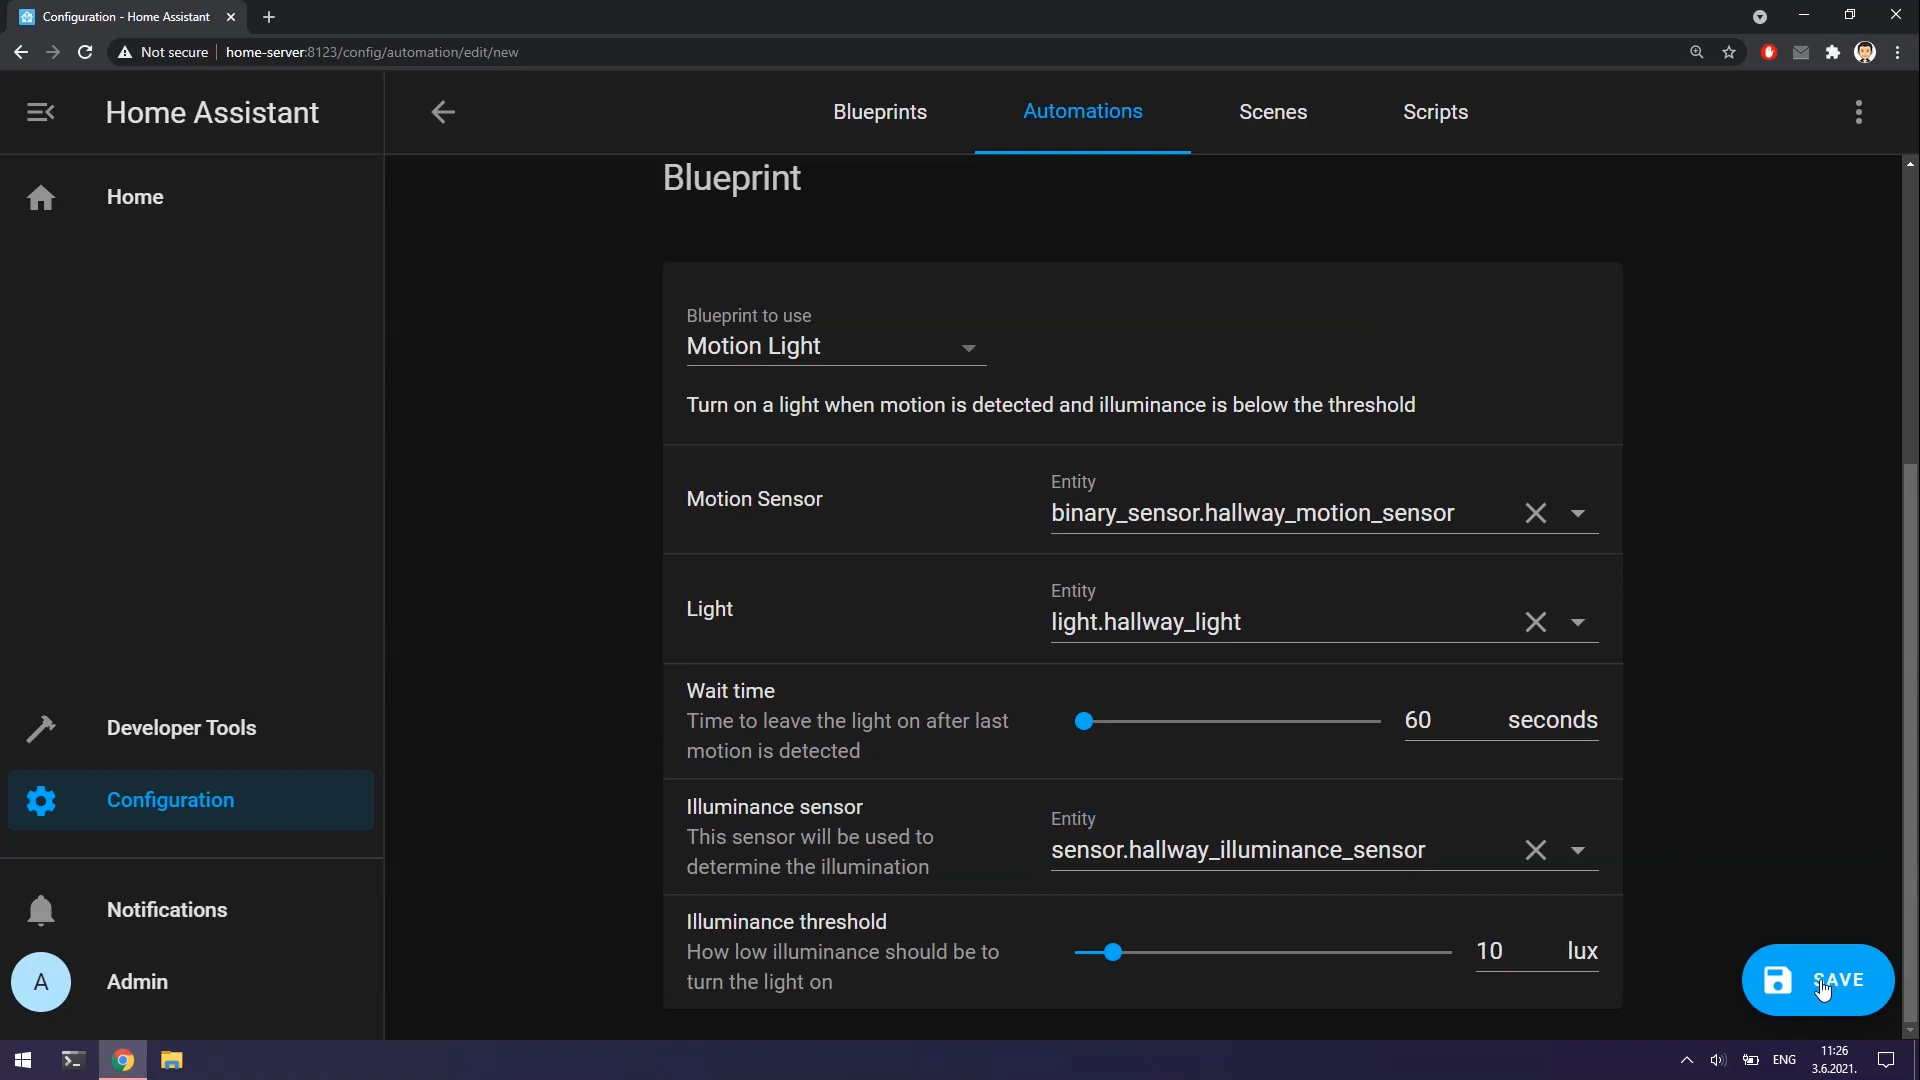 Configuration - Home Assistant
Not secure
home-server:8123/config/automation/edit/new
Home Assistant
Blueprints
Automations
Scenes
Scripts
Home
Developer Tools
Configuration
Notifications
A
Admin
Blueprint
Blueprint to use
Motion Light
Turn on a light when motion is detected and illuminance is below the threshold
Motion Sensor
Entity
binary_sensor.hallway_motion_sensor
Light
Entity
light.hallway_light
Wait time
Time to leave the light on after last
motion is detected
60 seconds
Illuminance sensor
This sensor will be used to
determine the illumination
Entity
sensor.hallway_illuminance_sensor
Illuminance threshold
How low illuminance should be to
turn the light on
10 lux
SAVE
ENG
11:26
3.6.2021.